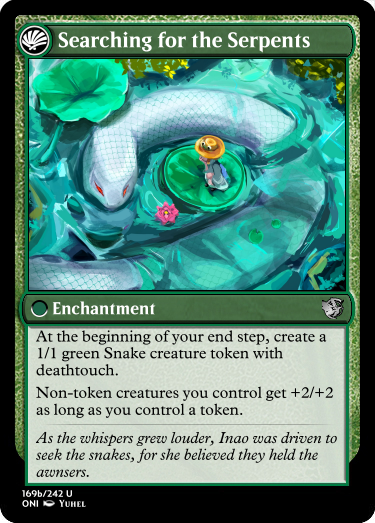 Searching for the Serpents
Enchantment
At the beginning of your end step, create a
1/1 green Snake creature token with
deathtouch.
Non-token creatures you control get +2/+2
as long as you control a token.
As the whispers grew louder, Inao was driven to
seek the snakes, for she believed they held the
awnsers.
169b/242 U
ONI Yuhel